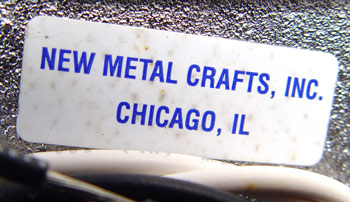 NEW METAL CRAFTS, INC.
CHICAGO, IL